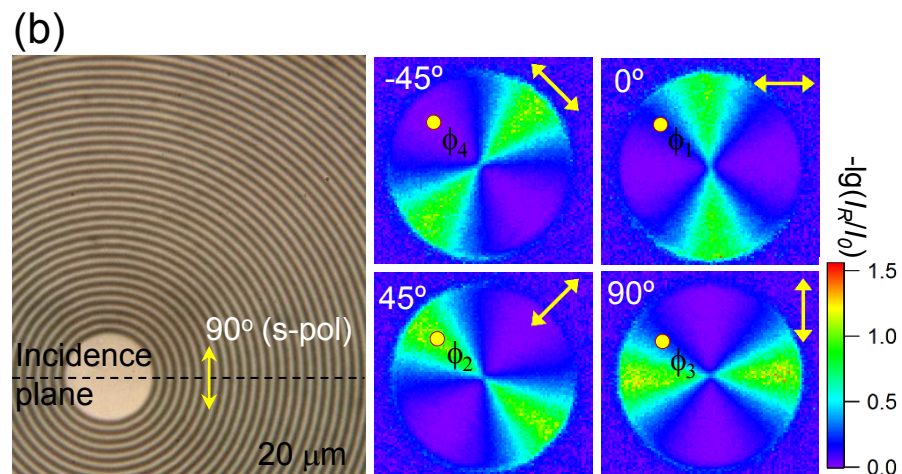 (b)
90º (s-pol)
Incidence
plane
20 μm
-45º
ϕ4
0º
ϕ1
45º
ϕ2
90º
ϕ3
-lg(IR/I0)
1.5
1.0
0.5
0.0